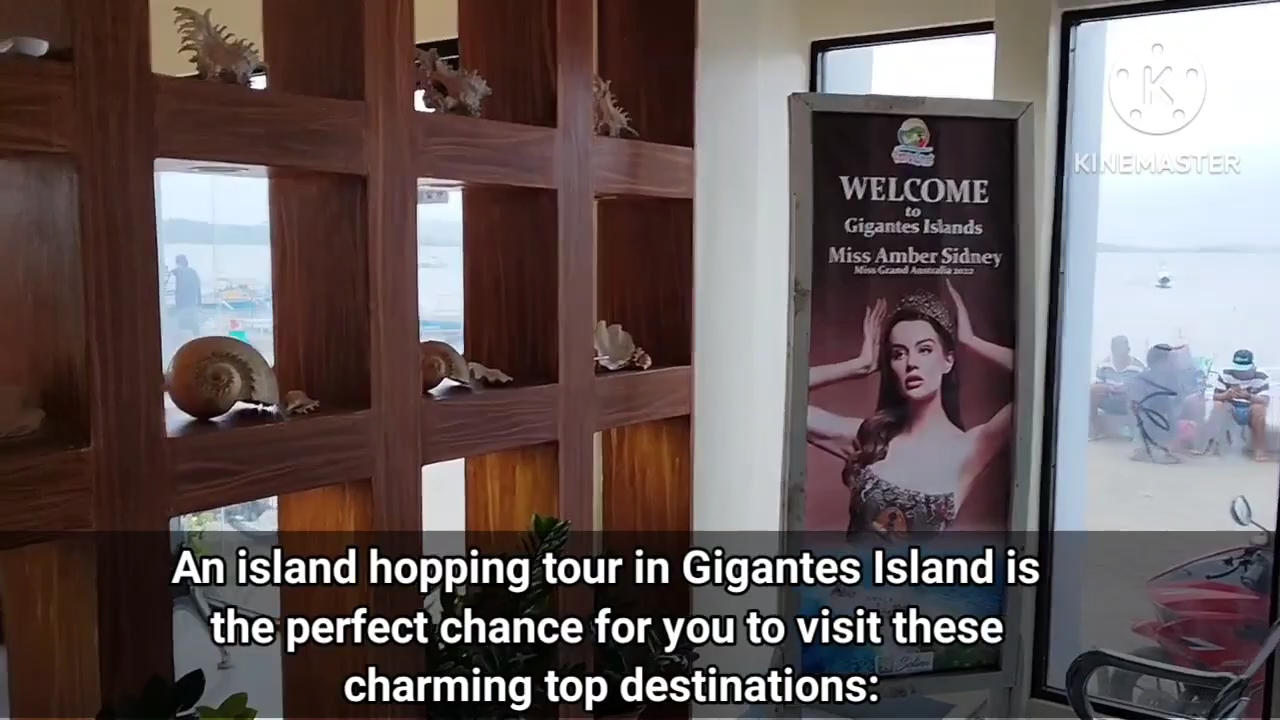 KINEMASTER
WELCOME
to
Gigantes Islands
Miss Amber Sidney
Miss Grand Australia 2022
An island hopping tour in Gigantes Island is
the perfect chance for you to visit these
charming top destinations: